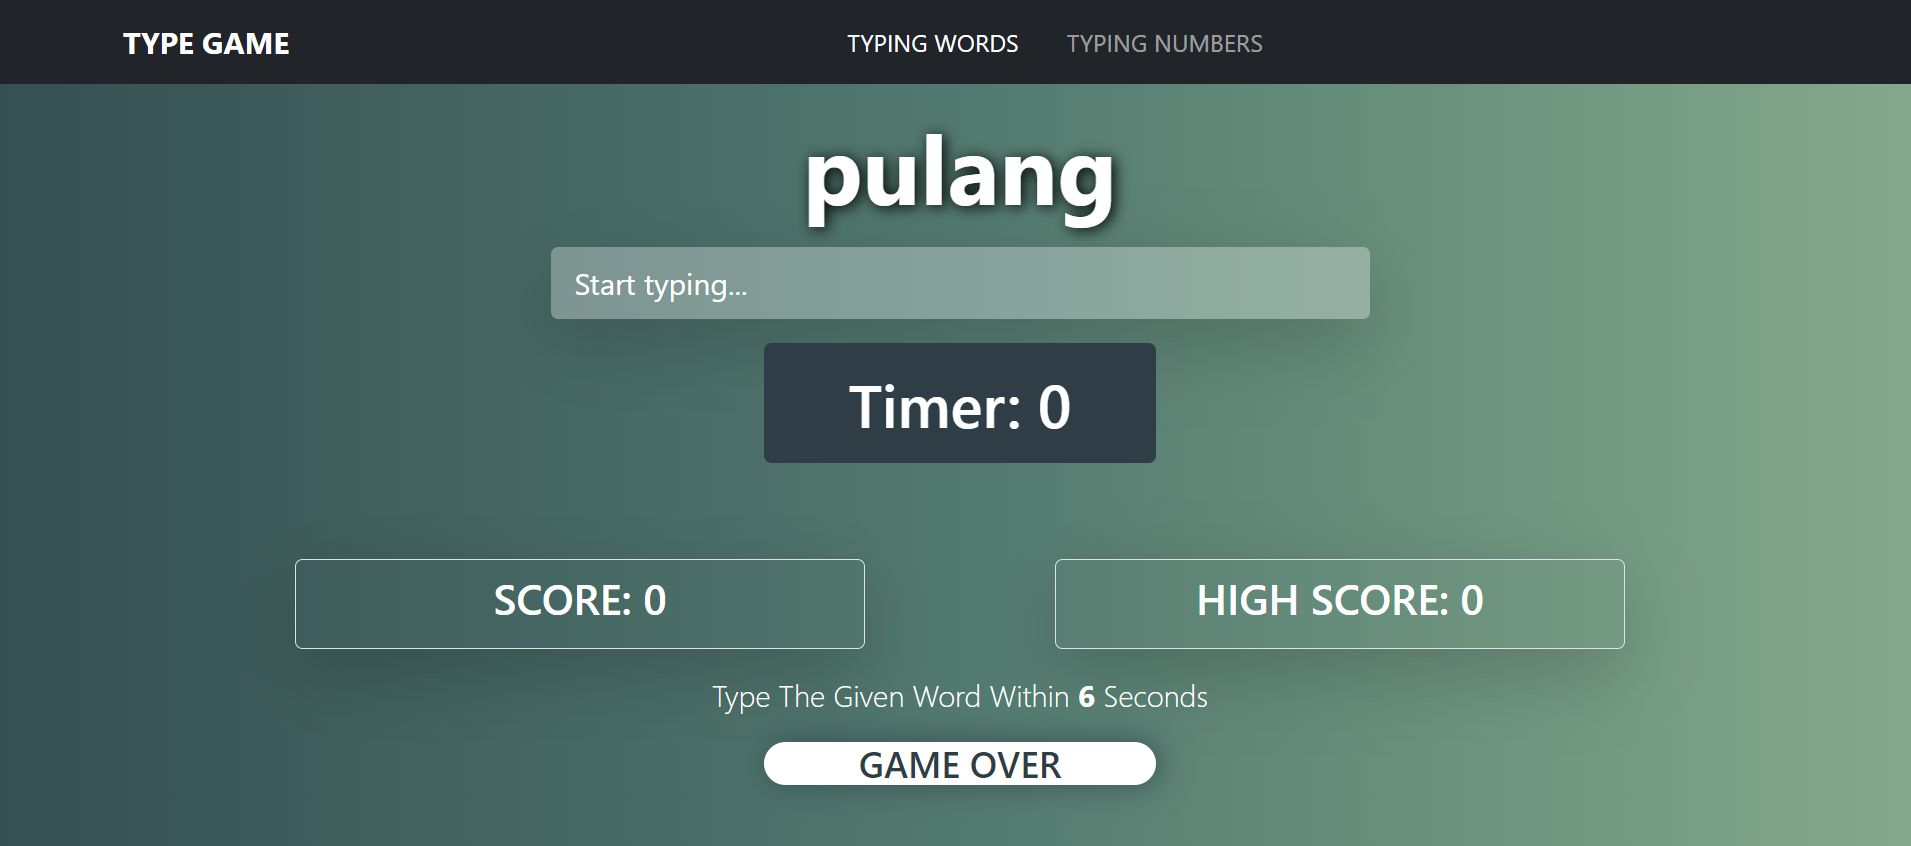 TYPE GAME TYPING WORDS TYPING NUMBERS
pulang
Start typing...
Timer: 0
SCORE: 0 HIGH SCORE: 0
Type The Given Word Within 6 Seconds
GAME OVER